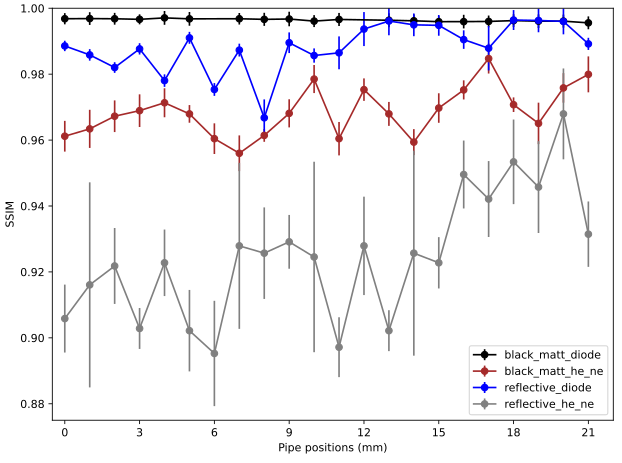 1.00
0.98
0.96
0.94
0.92
0.90
0.88
SSIM
0 3 6 9 12 15 18 21
Pipe positions (mm)
black_matt_diode
black_matt_he_ne
reflective_diode
reflective_he_ne